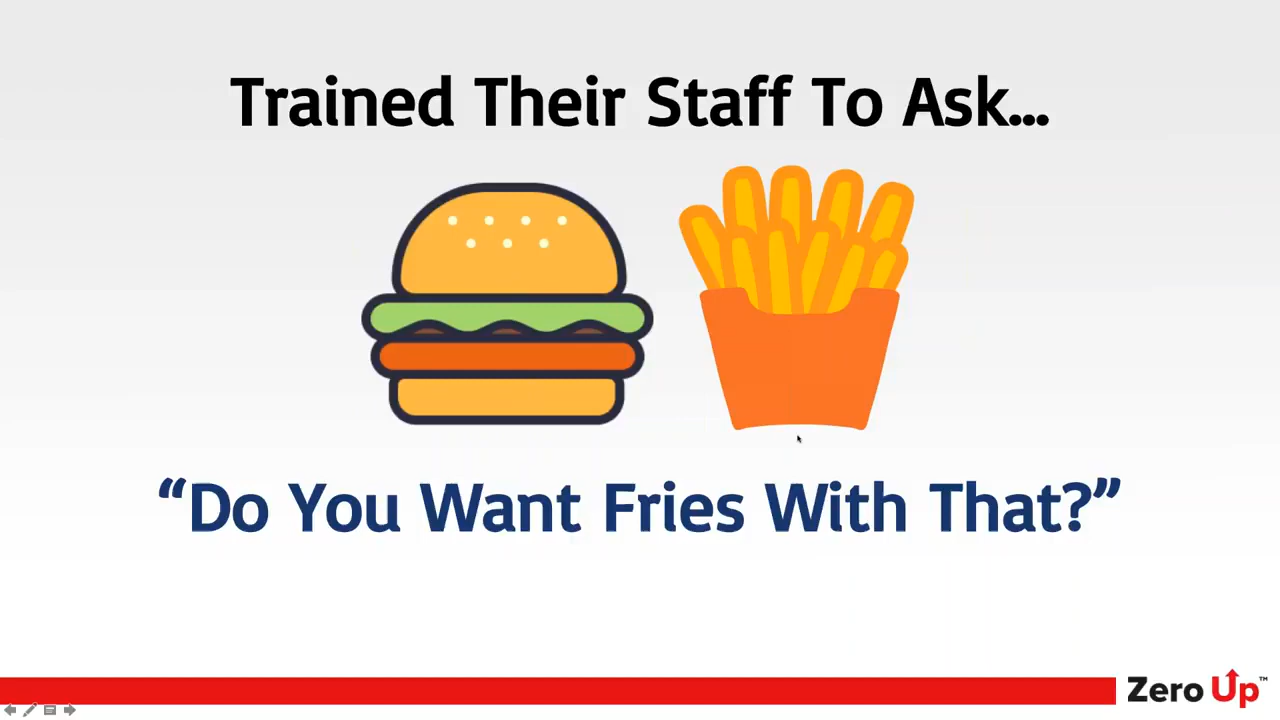 Trained Their Staff To Ask...
“Do You Want Fries With That?”
Zero Up™